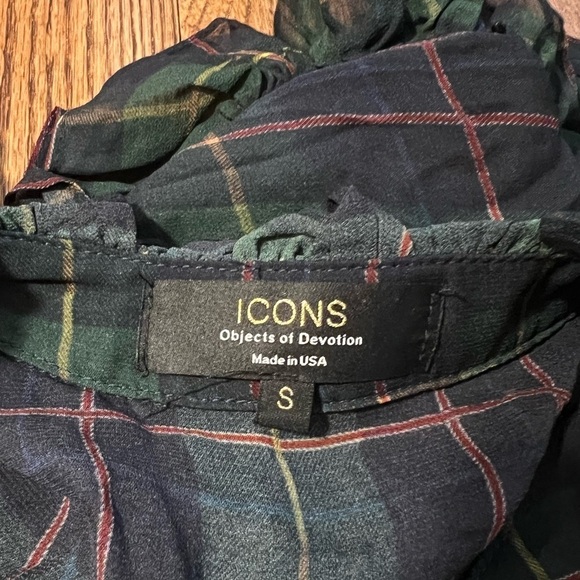 ICONS
Objects of Devotion
Made in USA
S